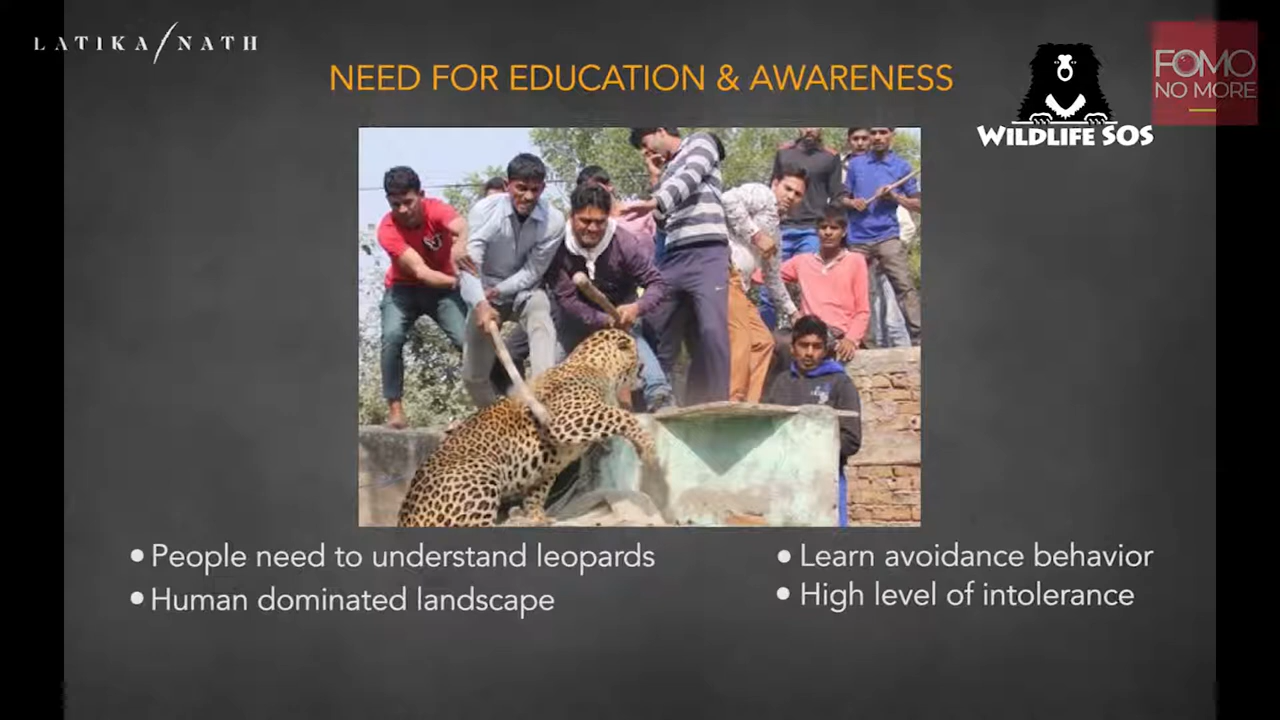 LATIKA/NATH
NEED FOR EDUCATION & AWARENESS
WILDLIFE SOS
FOMO
NO MORE
• People need to understand leopards
• Human dominated landscape
• Learn avoidance behavior
• High level of intolerance